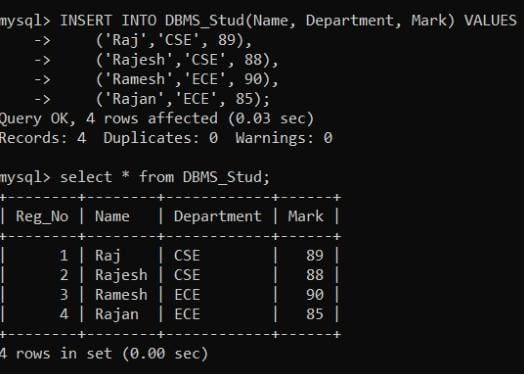 mysql> INSERT INTO DBMS_Stud(Name, Department, Mark) VALUES
    ->     ('Raj','CSE', 89),
    ->     ('Rajesh','CSE', 88),
    ->     ('Ramesh','ECE', 90),
    ->     ('Rajan','ECE', 85);
Query OK, 4 rows affected (0.03 sec)
Records: 4  Duplicates: 0  Warnings: 0

mysql> select * from DBMS_Stud;
+--------+--------+------------+------+
| Reg_No | Name   | Department | Mark |
+--------+--------+------------+------+
|      1 | Raj    | CSE        |   89 |
|      2 | Rajesh | CSE        |   88 |
|      3 | Ramesh | ECE        |   90 |
|      4 | Rajan  | ECE        |   85 |
+--------+--------+------------+------+
4 rows in set (0.00 sec)